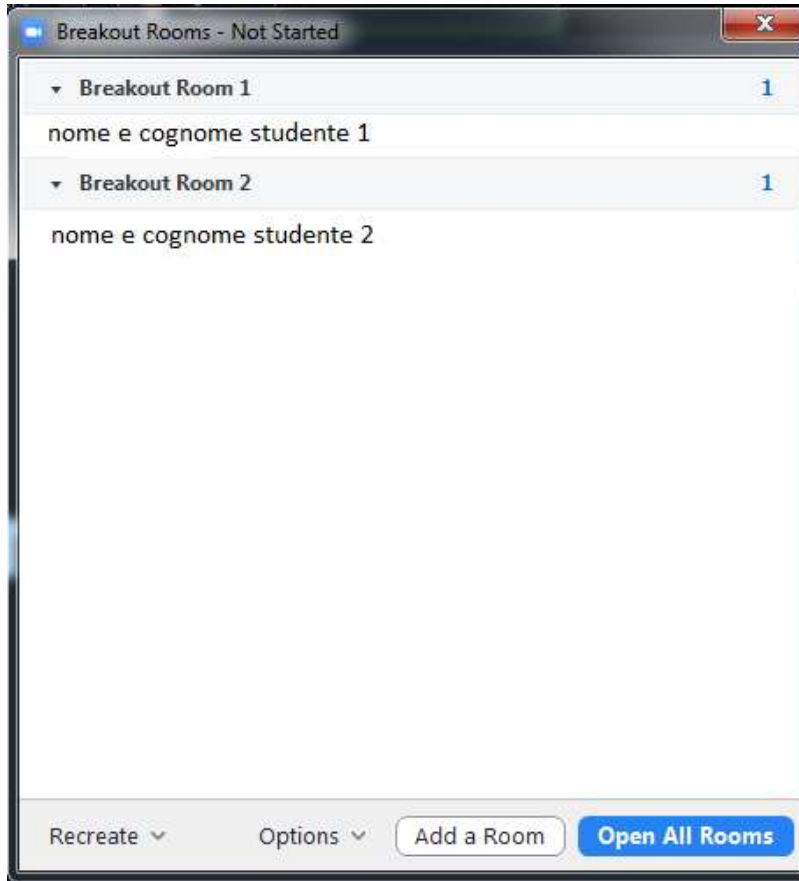 Breakout Rooms - Not Started
Breakout Room 1 1
nome e cognome studente 1
Breakout Room 2 1
nome e cognome studente 2
Recreate Options Add a Room Open All Rooms